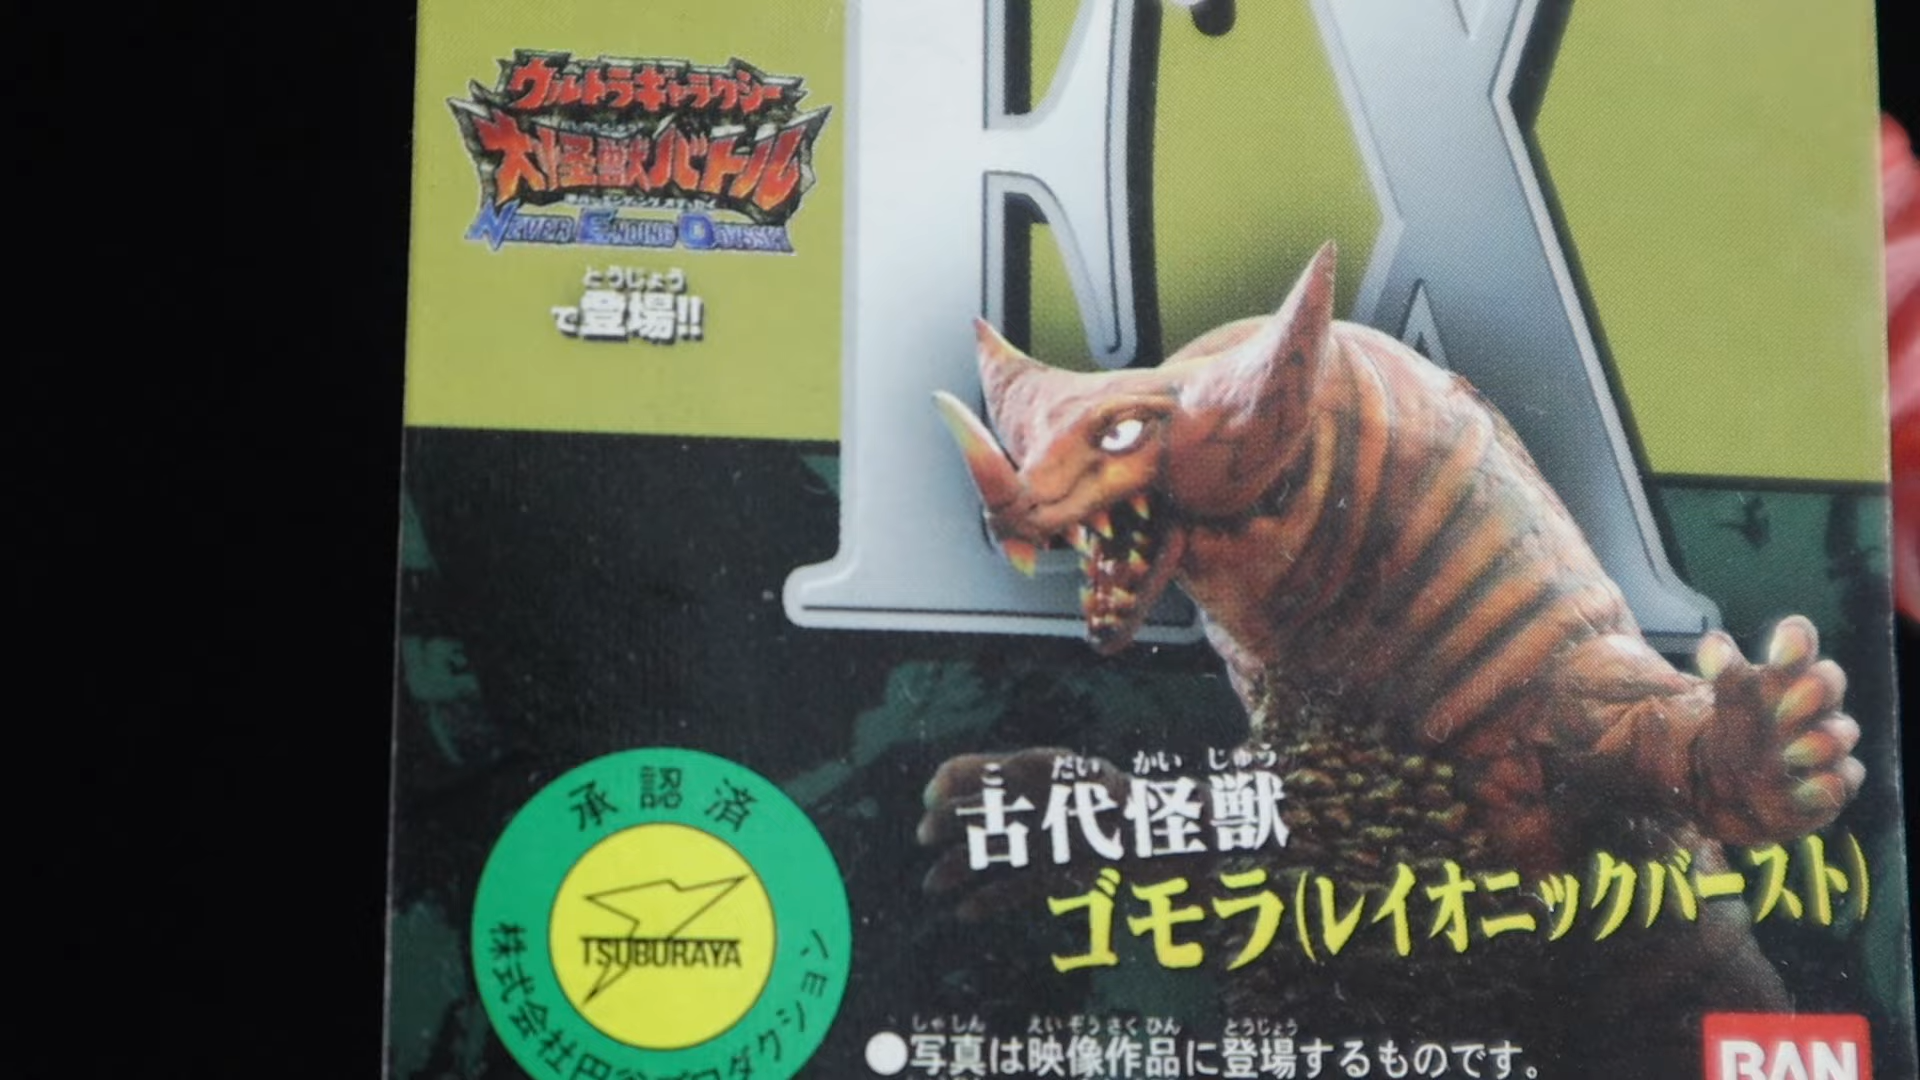 EX
ウルトラギャラクシー
大怪獣バトル
NEVER ENDING ODYSSEY
とうじょう
で登場!!
こ だい かい じゅう
古代怪獣
ゴモラ(レイオニックバースト)
承認済
TSUBURAYA
株式会社円谷プロダクション
しゃしん えいぞうさくひん とうじょう
●写真は映像作品に登場するものです。
BAN